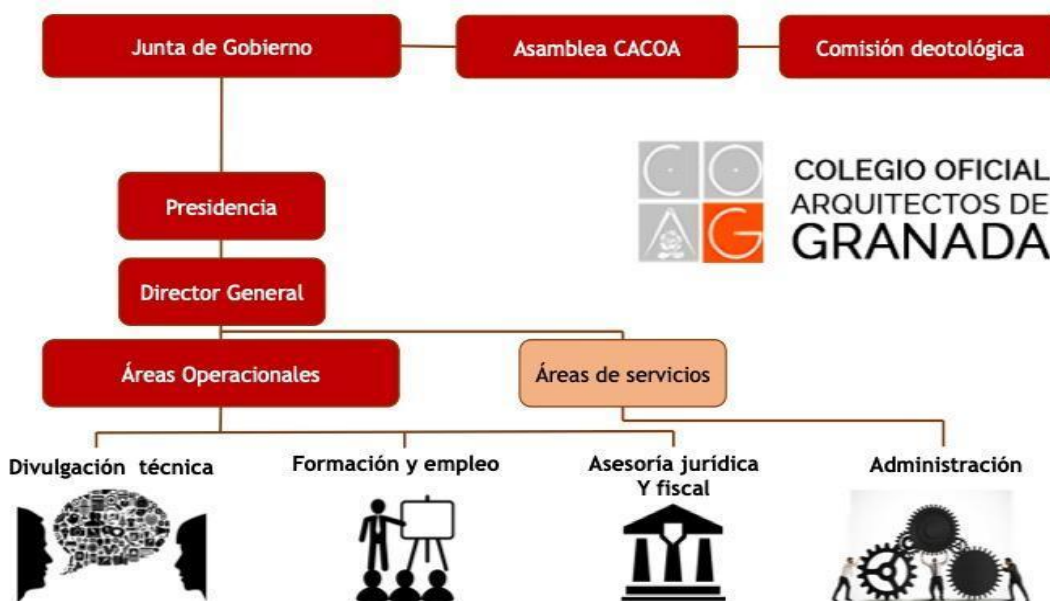 Junta de Gobierno
Asamblea CACOA
Comisión deotológica
Presidencia
COAG
COLEGIO OFICIAL
ARQUITECTOS DE
GRANADA
Director General
Áreas Operacionales
Áreas de servicios
Divulgación técnica
Formación y empleo
Asesoría jurídica
Y fiscal
Administración